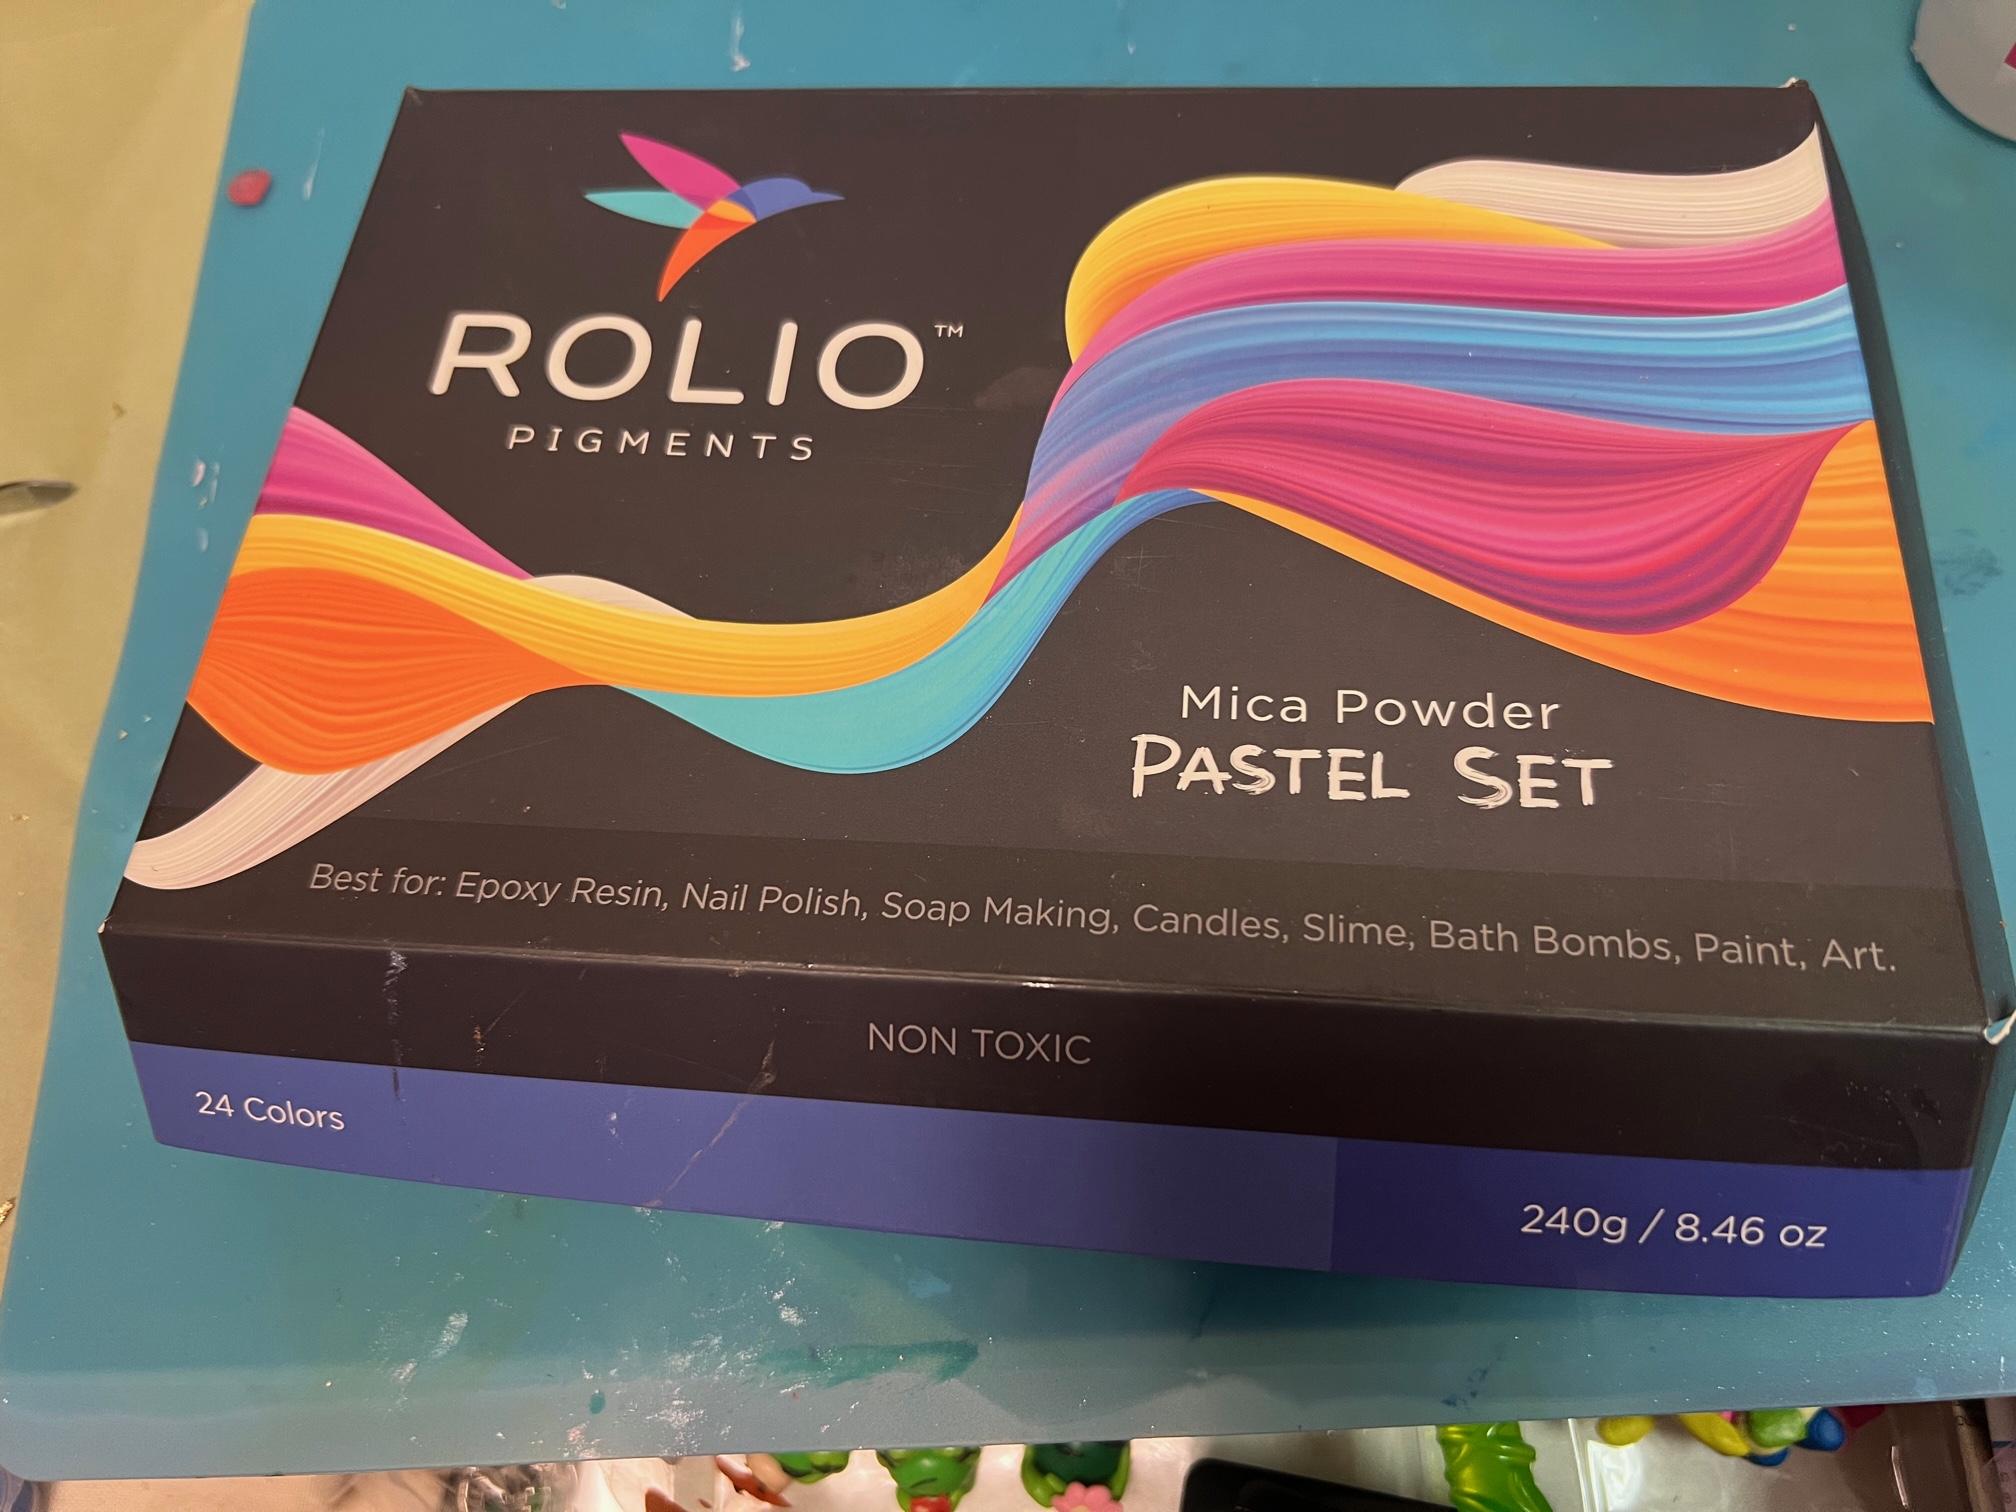 ROLIO™
PIGMENTS
Mica Powder
PASTEL SET
Best for: Epoxy Resin, Nail Polish, Soap Making, Candles, Slime, Bath Bombs, Paint, Art.
NON TOXIC
24 Colors
240g / 8.46 oz